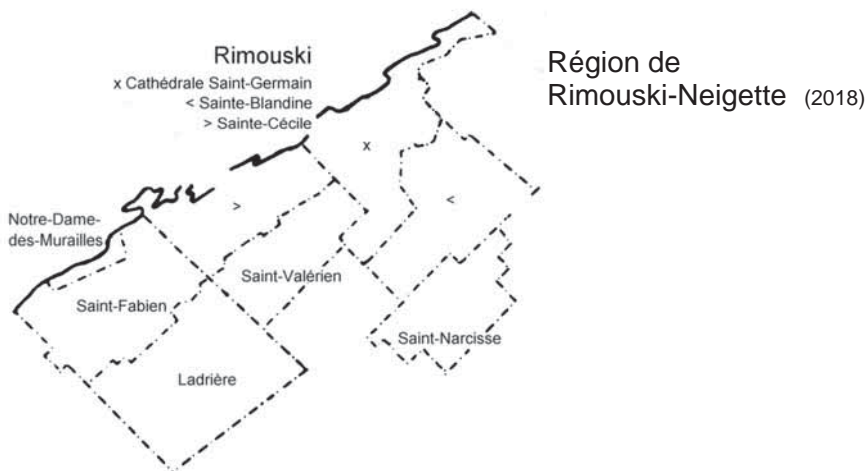 Rimouski
x Cathédrale Saint-Germain
< Sainte-Blandine
> Sainte-Cécile
Région de
Rimouski-Neigette (2018)
x
>
<
Notre-Dame-
des-Murailles
Saint-Fabien
Saint-Valérien
Saint-Narcisse
Ladrière